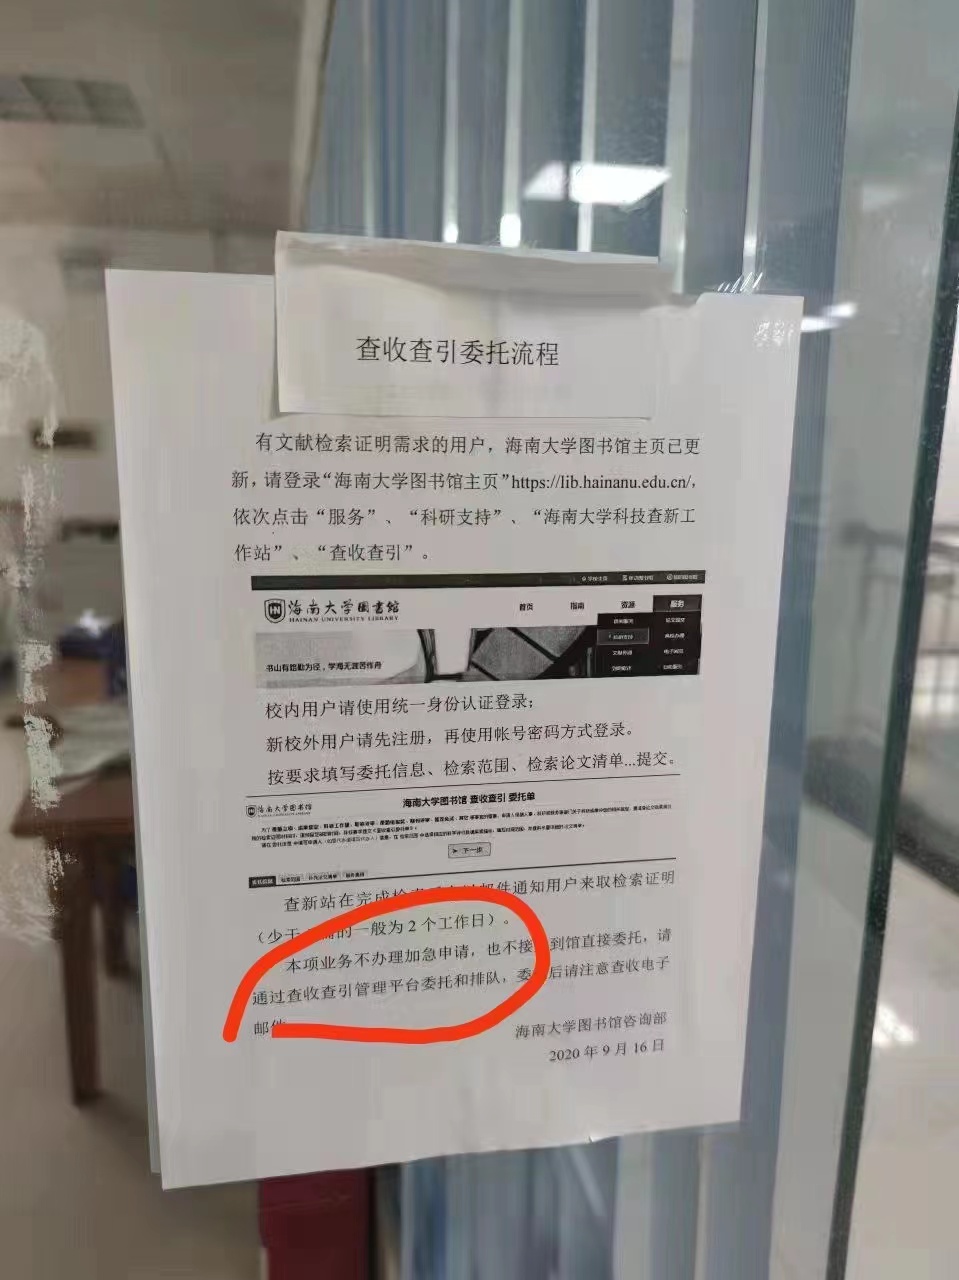 查收查引委托流程
有文献检索证明需求的用户，海南大学图书馆主页已更
新，请登录“海南大学图书馆主页”https://lib.hainanu.edu.cn/，
依次点击“服务”、“科研支持”、“海南大学科技查新工
作站”、“查收查引”。
海南大学图书馆
HAINAN UNIVERSITY LIBRARY
首页 指南 资源 服务
书山有路勤为径，学海无涯苦作舟
校内用户请使用统一身份认证登录；
新校外用户请先注册，再使用帐号密码方式登录。
按要求填写委托信息、检索范围、检索论文清单...提交。
海南大学图书馆
海南大学图书馆 查收查引 委托单
下一步
查新站在完成检索 邮件通知用户来取检索证明
（少于 的一般为 2 个工作日）。
本项业务不办理加急申请，也不接 到馆直接委托，请
通过查收查引管理平台委托和排队，委 后请注意查收电子
邮件
海南大学图书馆咨询部
2020 年 9 月 16 日